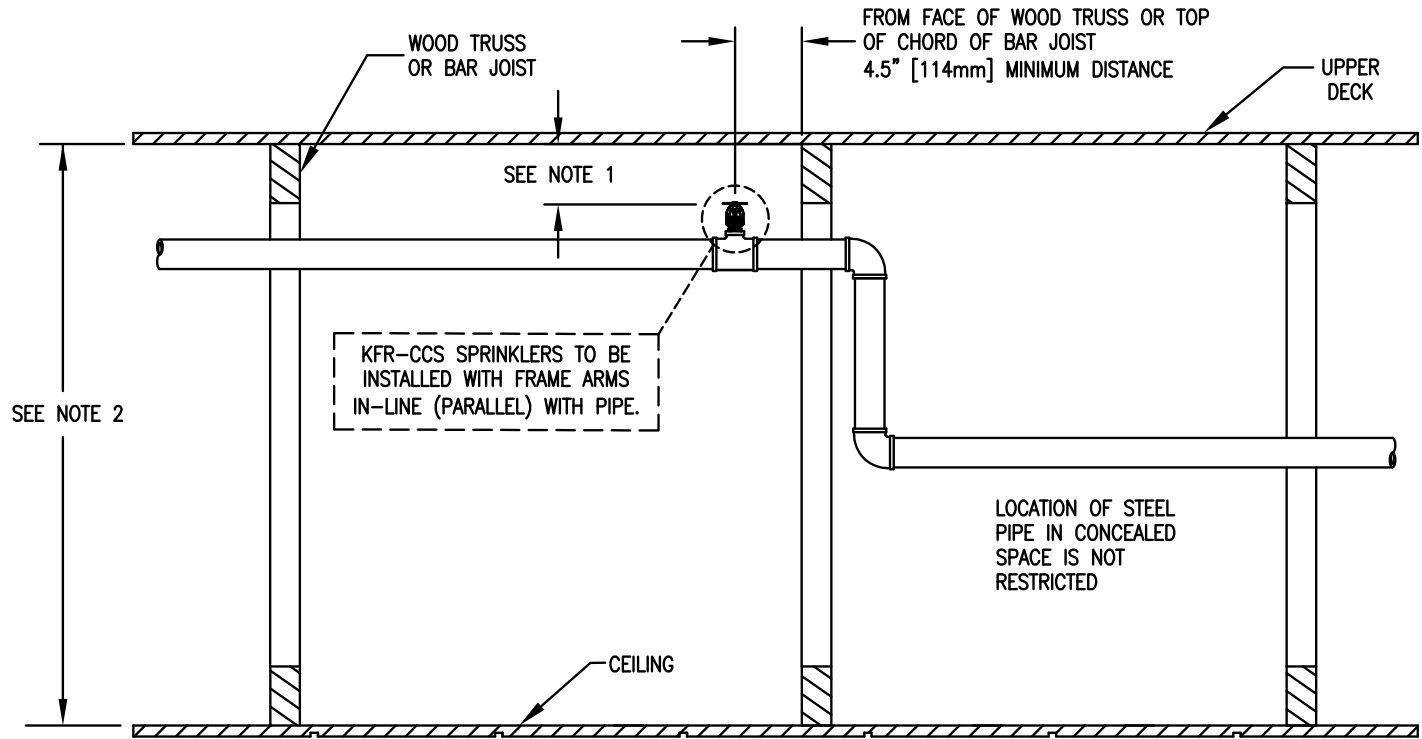 WOOD TRUSS
OR BAR JOIST
FROM FACE OF WOOD TRUSS OR TOP
OF CHORD OF BAR JOIST
4.5" [114mm] MINIMUM DISTANCE
UPPER
DECK
SEE NOTE 1
KFR-CCS SPRINKLERS TO BE
INSTALLED WITH FRAME ARMS
IN-LINE (PARALLEL) WITH PIPE.
SEE NOTE 2
LOCATION OF STEEL
PIPE IN CONCEALED
SPACE IS NOT
RESTRICTED
CEILING